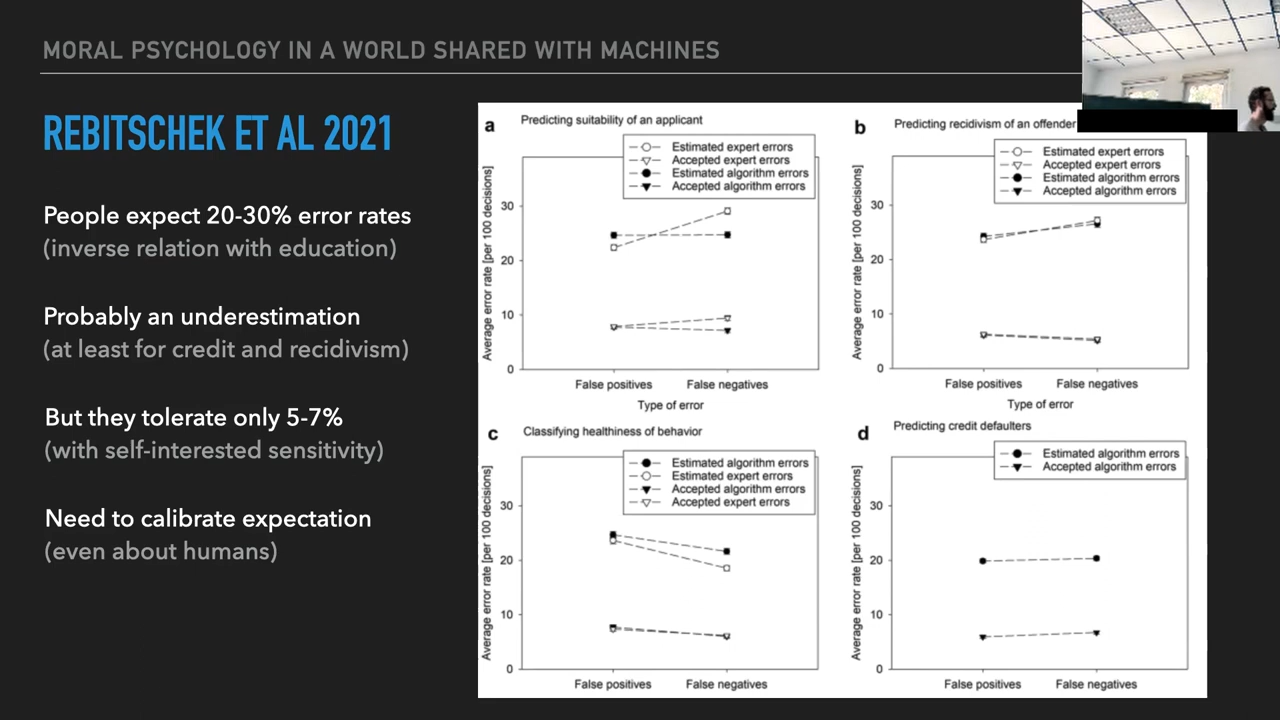 MORAL PSYCHOLOGY IN A WORLD SHARED WITH MACHINES
REBITSCHEK ET AL 2021
People expect 20-30% error rates
(inverse relation with education)
Probably an underestimation
(at least for credit and recidivism)
But they tolerate only 5-7%
(with self-interested sensitivity)
Need to calibrate expectation
(even about humans)
a
Predicting suitability of an applicant
Estimated expert errors
Accepted expert errors
Estimated algorithm errors
Accepted algorithm errors
Average error rate [per 100 decisions]
30
20
10
0
False positives
False negatives
Type of error
b
Predicting recidivism of an offender
Estimated expert errors
Accepted expert errors
Estimated algorithm errors
Accepted algorithm errors
Average error rate [per 100 decisions]
30
20
10
0
False positives
False negatives
Type of error
c
Classifying healthiness of behavior
Estimated algorithm errors
Estimated expert errors
Accepted algorithm errors
Accepted expert errors
Average error rate [per 100 decisions]
30
20
10
0
False positives
False negatives
d
Predicting credit defaulters
Estimated algorithm errors
Accepted algorithm errors
Average error rate [per 100 decisions]
30
20
10
0
False positives
False negatives